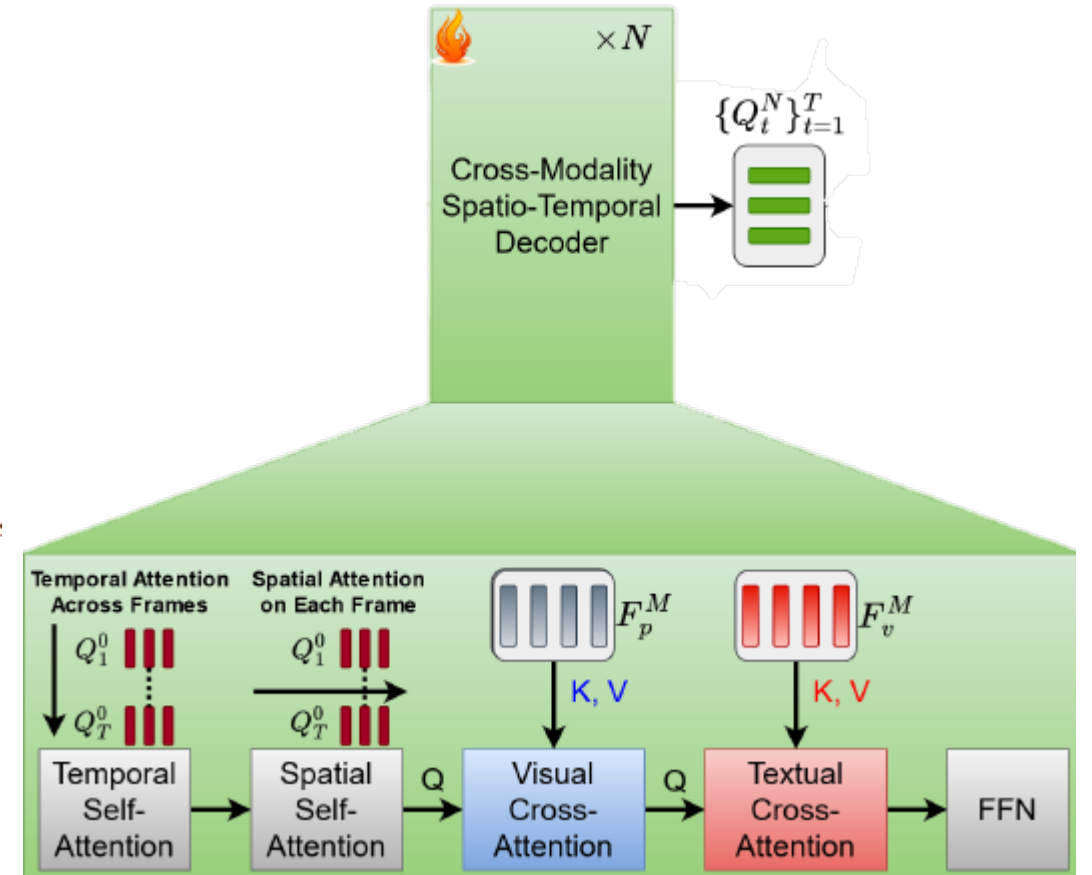 × N
{Q_t^N}_{t=1}^T
Cross-Modality
Spatio-Temporal
Decoder
Temporal Attention
Across Frames
Spatial Attention
on Each Frame
Q_1^0
Q_T^0
Q_1^0
Q_T^0
F_p^M
F_v^M
K, V
K, V
Temporal
Self-
Attention
Spatial
Self-
Attention
Q
Visual
Cross-
Attention
Q
Textual
Cross-
Attention
FFN